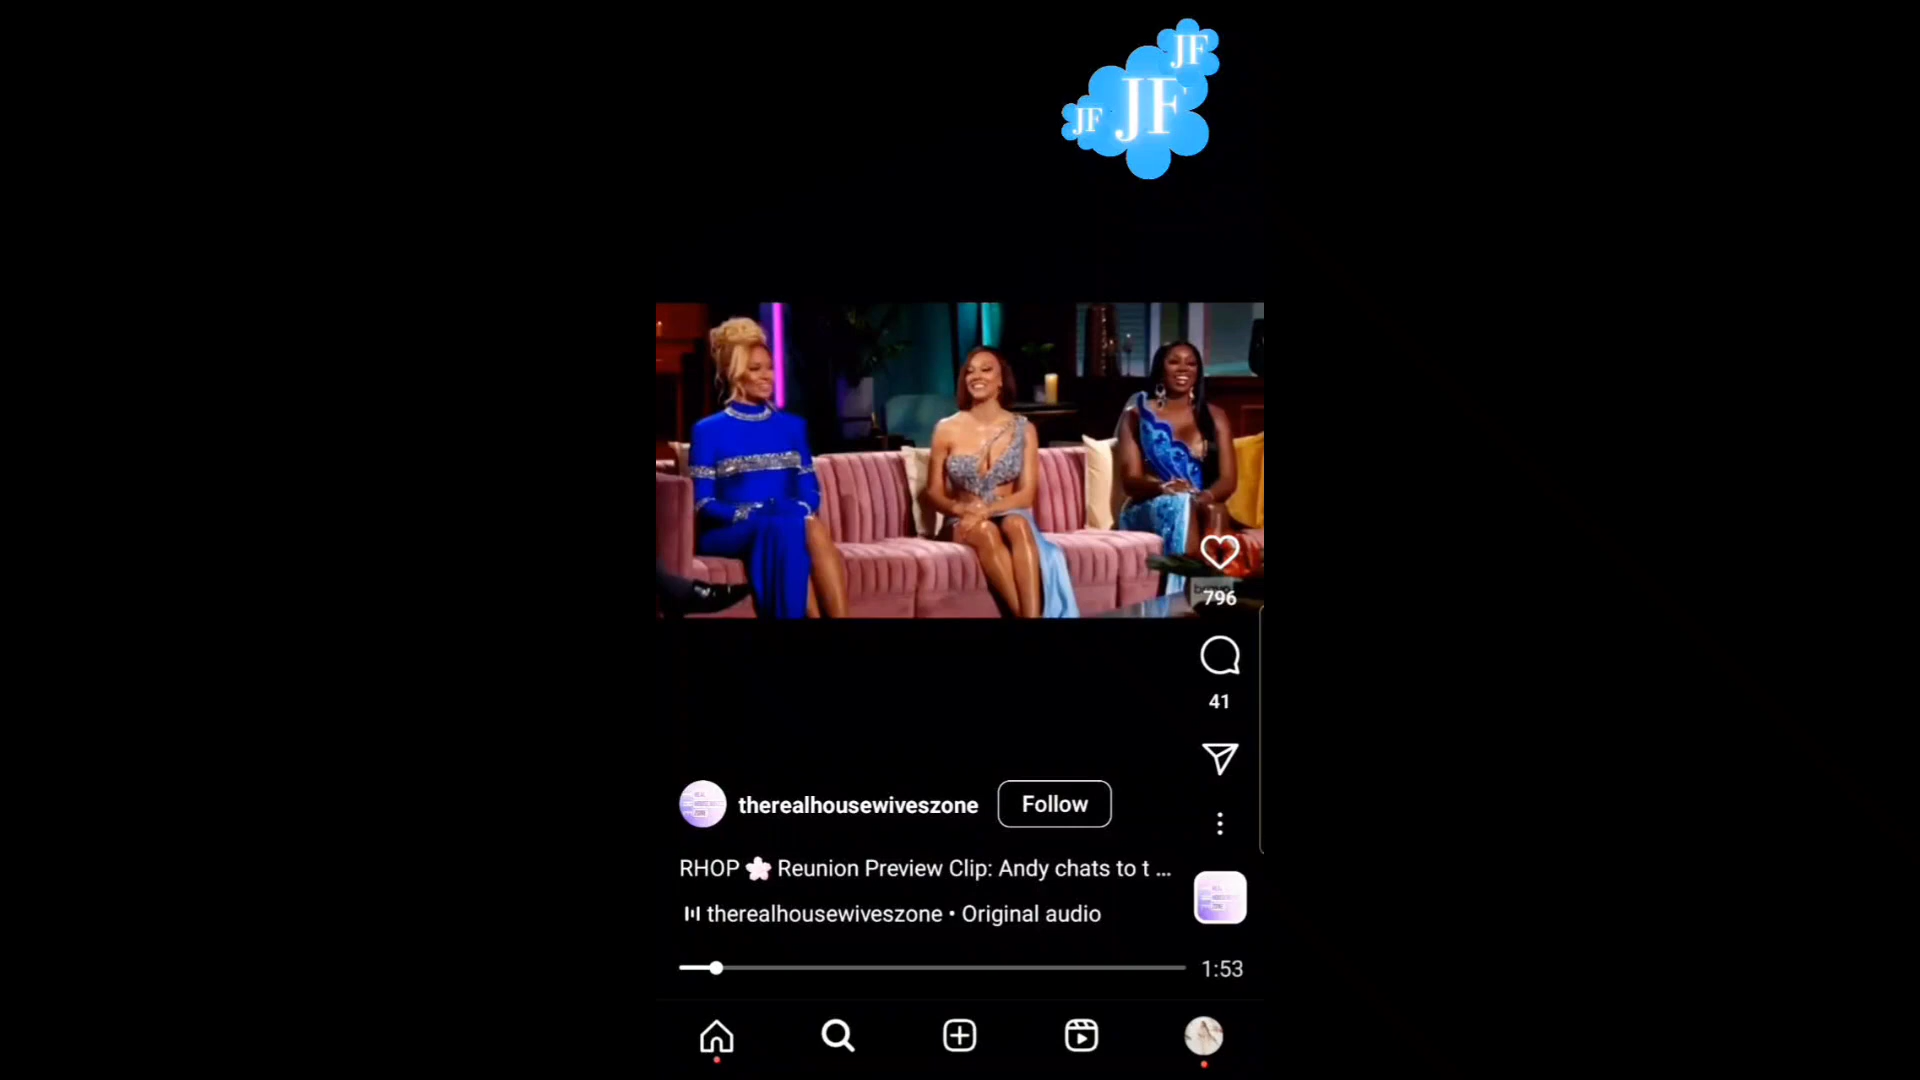 JF
JF
JF
796
41
therealhousewiveszone
Follow
RHOP 🌸 Reunion Preview Clip: Andy chats to t ...
therealhousewiveszone • Original audio
1:53